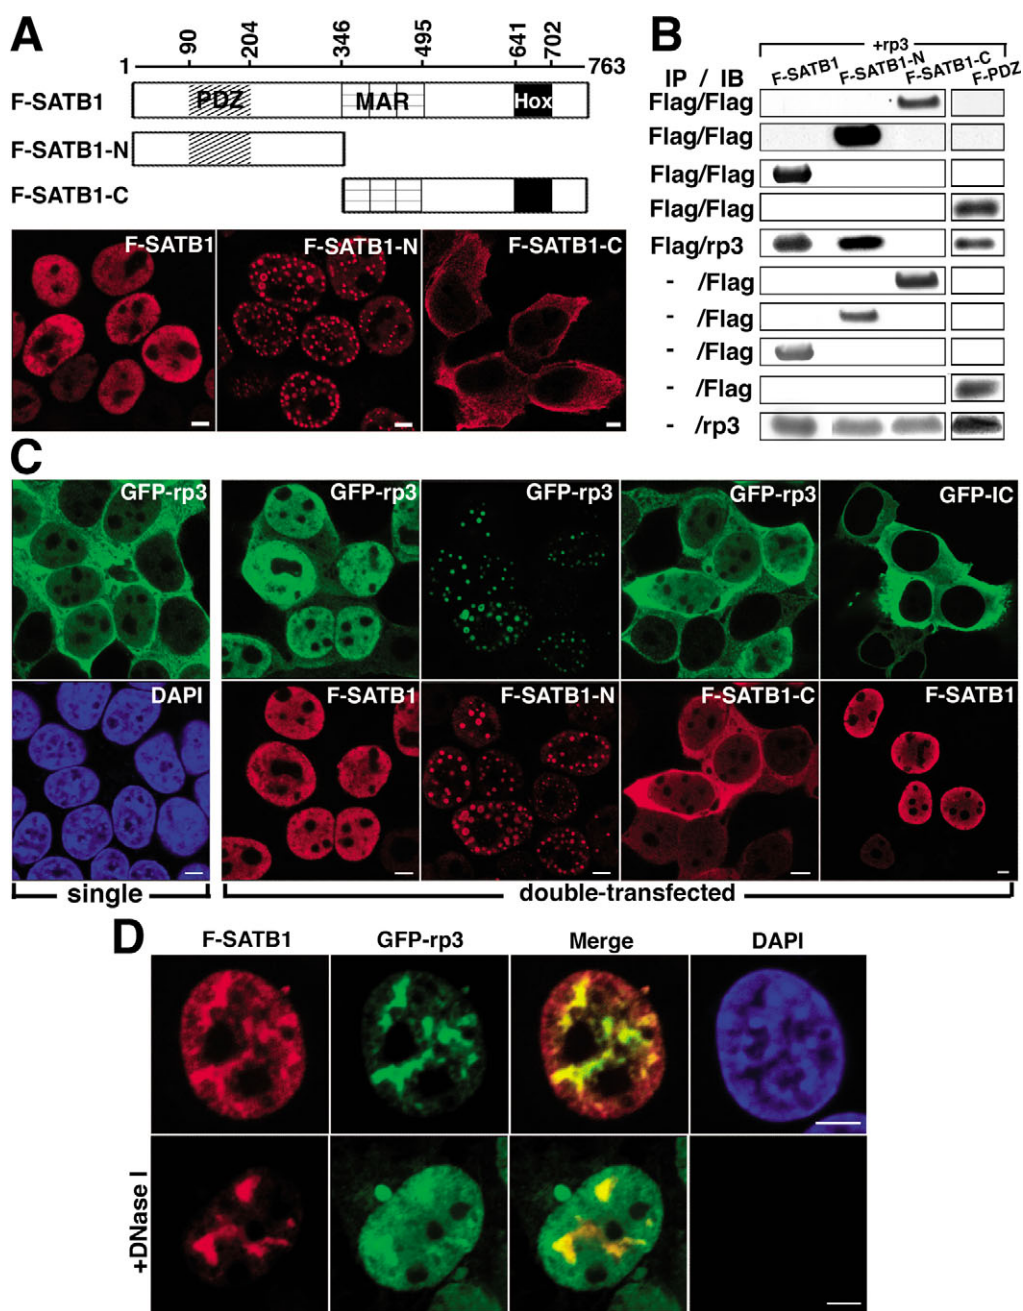 A
90 204 346 495 641 702
1 763
F-SATB1 PDZ MAR Hox
F-SATB1-N
F-SATB1-C
F-SATB1 F-SATB1-N F-SATB1-C
B
+rp3
IP / IB F-SATB1 F-SATB1-N F-SATB1-C F-PDZ
Flag/Flag
Flag/Flag
Flag/Flag
Flag/Flag
Flag/rp3
- /Flag
- /Flag
- /Flag
- /Flag
- /rp3
C
GFP-rp3 GFP-rp3 GFP-rp3 GFP-rp3 GFP-IC
DAPI F-SATB1 F-SATB1-N F-SATB1-C F-SATB1
single double-transfected
D
F-SATB1 GFP-rp3 Merge DAPI
+DNase I